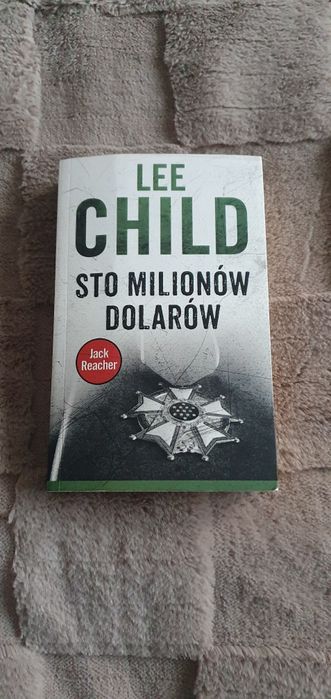 LEE
CHILD
STO MILIONÓW
DOLARÓW
Jack
Reacher